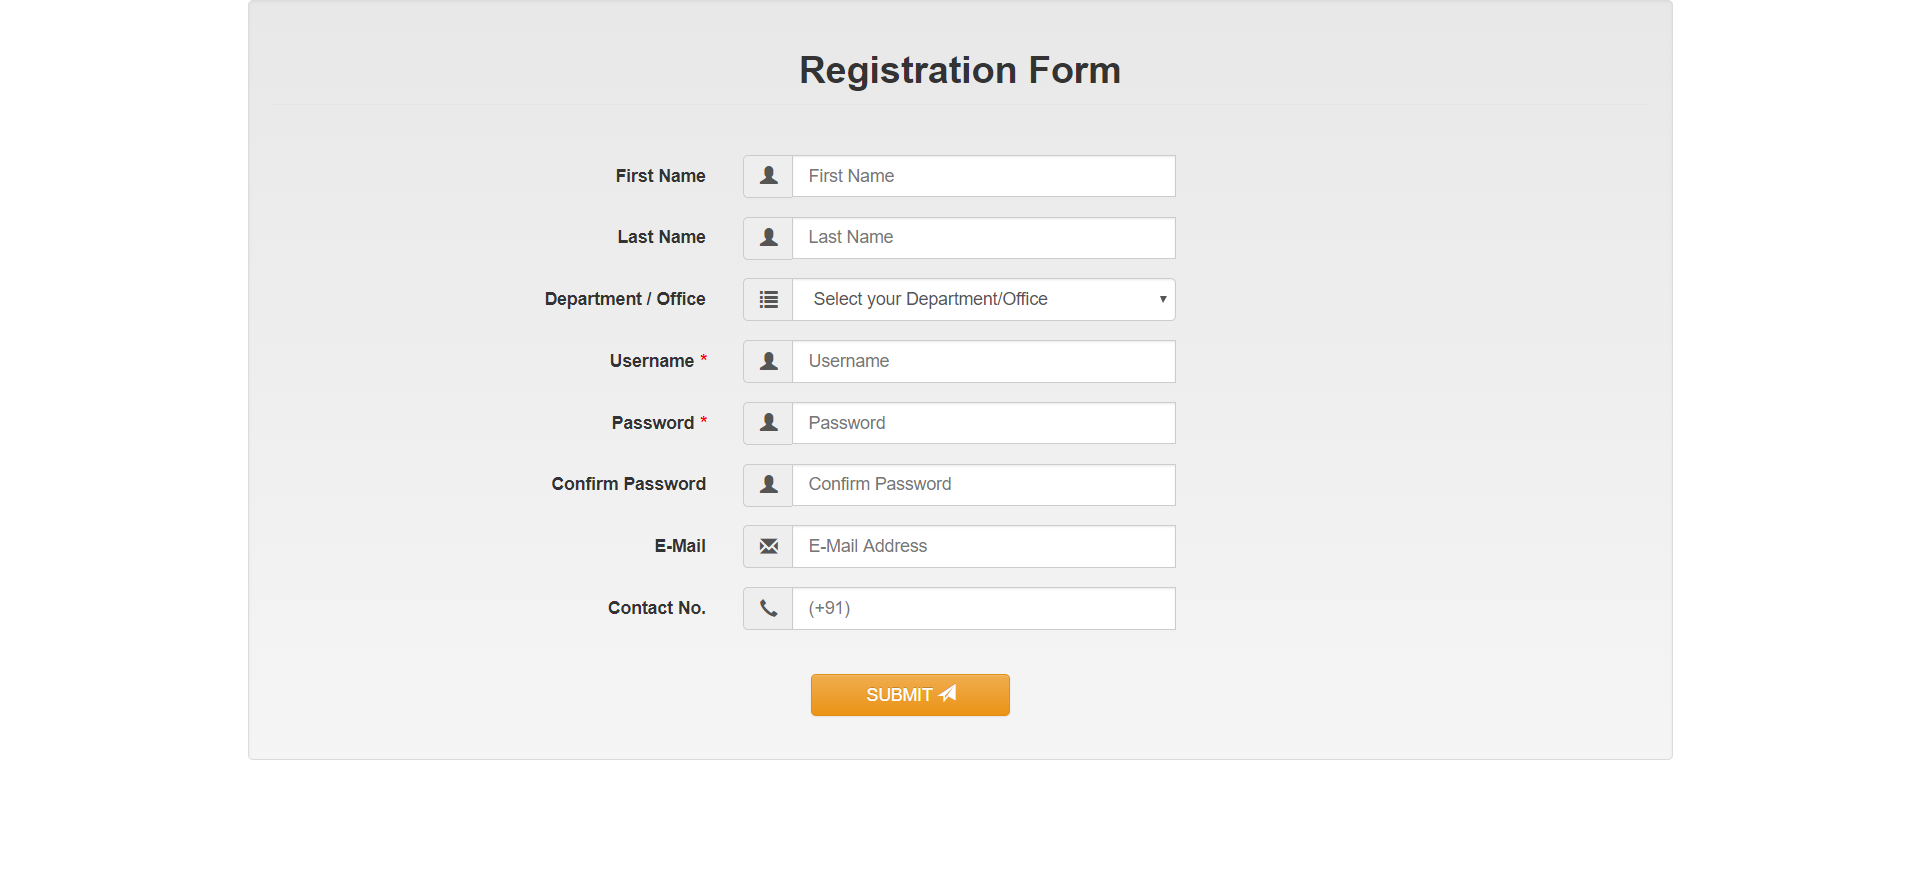 Registration Form
First Name First Name
Last Name Last Name
Department / Office Select your Department/Office
Username * Username
Password * Password
Confirm Password Confirm Password
E-Mail E-Mail Address
Contact No. (+91)
SUBMIT